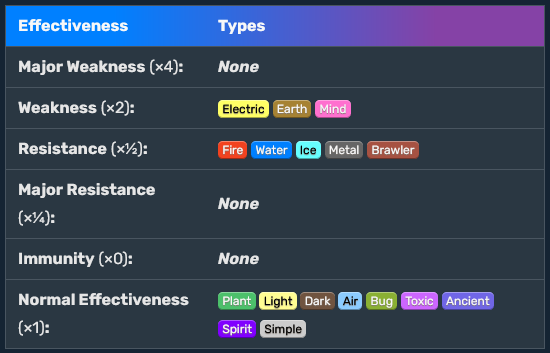 Effectiveness Types
Major Weakness (×4): None
Weakness (×2): Electric Earth Mind
Resistance (×½): Fire Water Ice Metal Brawler
Major Resistance
(×¼): None
Immunity (×0): None
Normal Effectiveness Plant Light Dark Air Bug Toxic Ancient
(×1): Spirit Simple